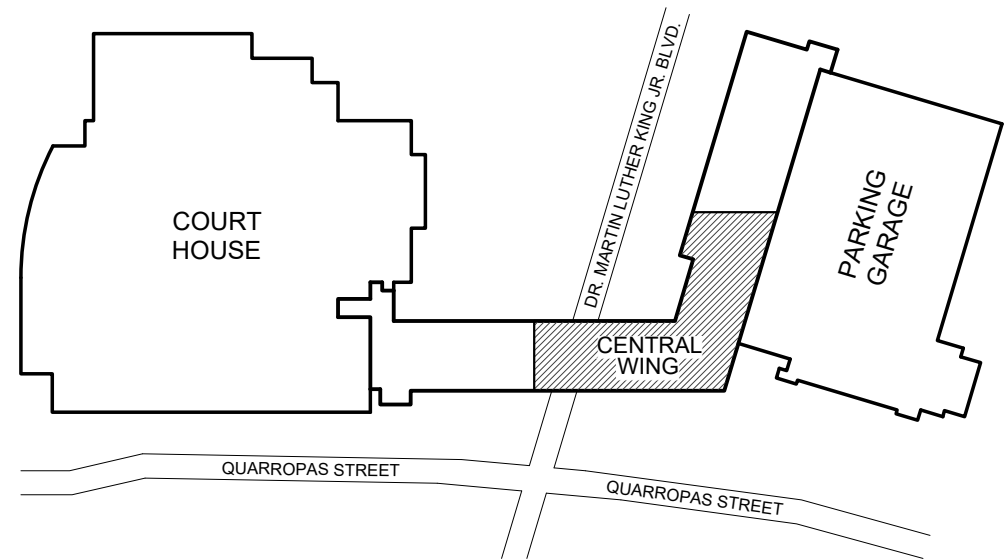 COURT
HOUSE
DR. MARTIN LUTHER KING JR. BLVD.
PARKING
GARAGE
CENTRAL
WING
QUARROPAS STREET
QUARROPAS STREET